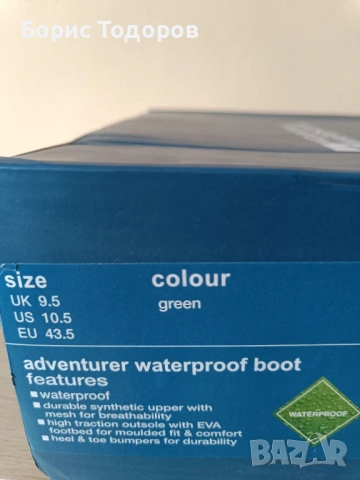 Борис Тодоров
size
colour
UK 9.5
green
US 10.5
EU 43.5
adventurer waterproof boot
features
■ waterproof
■ durable synthetic upper with
mesh for breathability
■ high traction outsole with EVA
footbed for moulded fit & comfort
■ heel & toe bumpers for durability
WATERPROOF
BAZAR
bg